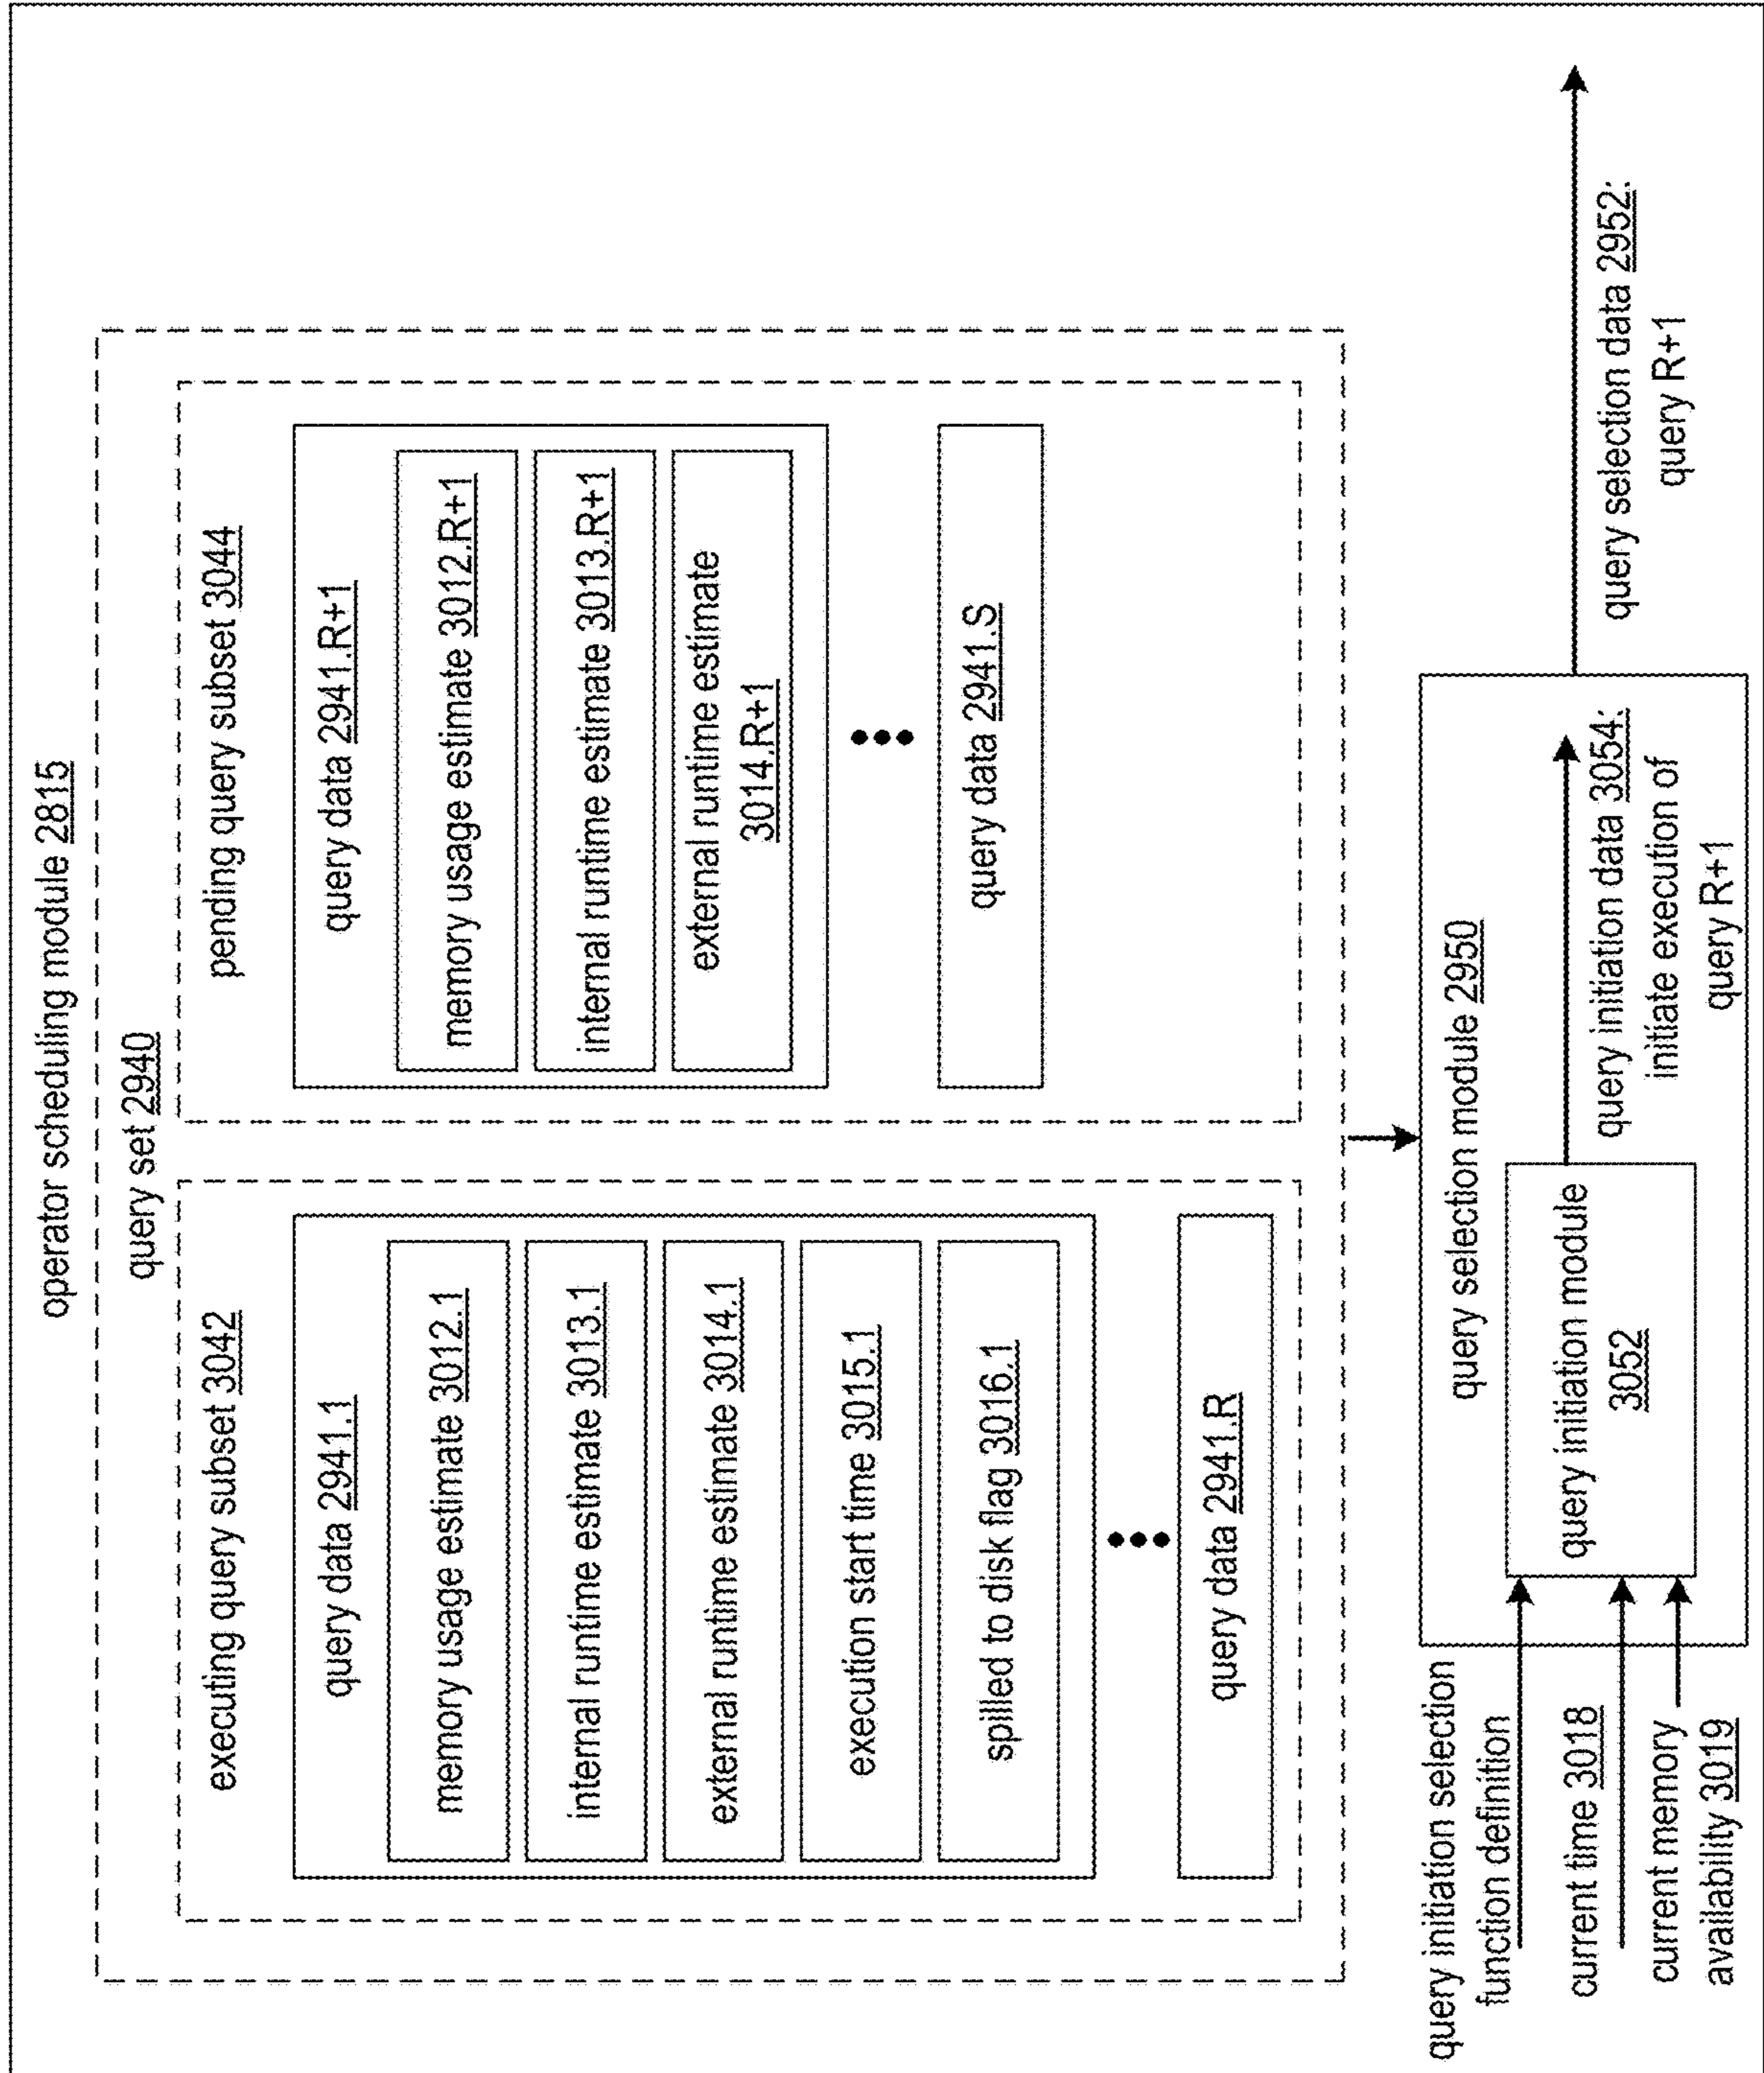 operator scheduling module 2815
query set 2940
executing query subset 3042
query data 2941.1
memory usage estimate 3012.1
internal runtime estimate 3013.1
external runtime estimate 3014.1
execution start time 3015.1
spilled to disk flag 3016.1
query data 2941.R
pending query subset 3044
query data 2941.R+1
memory usage estimate 3012.R+1
internal runtime estimate 3013.R+1
external runtime estimate
3014.R+1
query data 2941.S
query initiation selection
function definition
current time 3018
current memory
availability 3019
query selection module 2950
query initiation module
3052
query initiation data 3054:
initiate execution of
query R+1
query selection data 2952:
query R+1